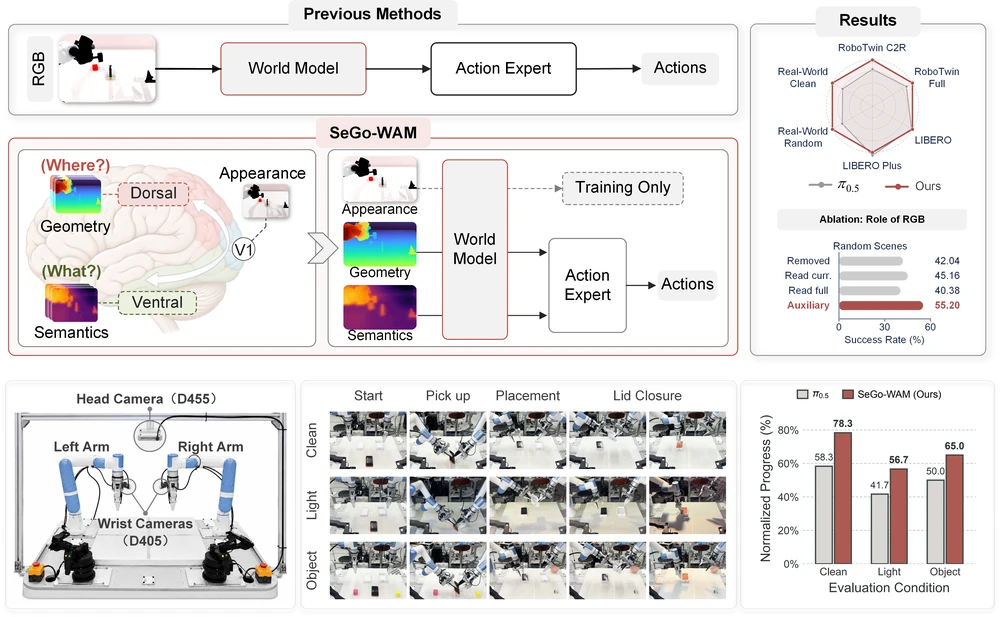 Previous Methods
RGB
World Model
Action Expert
Actions
SeGo-WAM
(Where?)
Dorsal
Geometry
Appearance
V1
(What?)
Ventral
Semantics
Appearance
Training Only
Geometry
World
Model
Action
Expert
Actions
Semantics
Results
RoboTwin C2R
Real-World
Clean
RoboTwin
Full
Real-World
Random
LIBERO
LIBERO Plus
π0.5
Ours
Ablation: Role of RGB
Random Scenes
Removed 42.04
Read curr. 45.16
Read full 40.38
Auxiliary 55.20
0 30 60
Success Rate (%)
Head Camera（D455）
Left Arm
Right Arm
Wrist Cameras
（D405）
Start
Pick up
Placement
Lid Closure
Clean
Light
Object
π0.5
SeGo-WAM (Ours)
Normalized Progress (%)
80%
60%
40%
20%
0%
58.3
78.3
41.7
56.7
50.0
65.0
Clean
Light
Object
Evaluation Condition